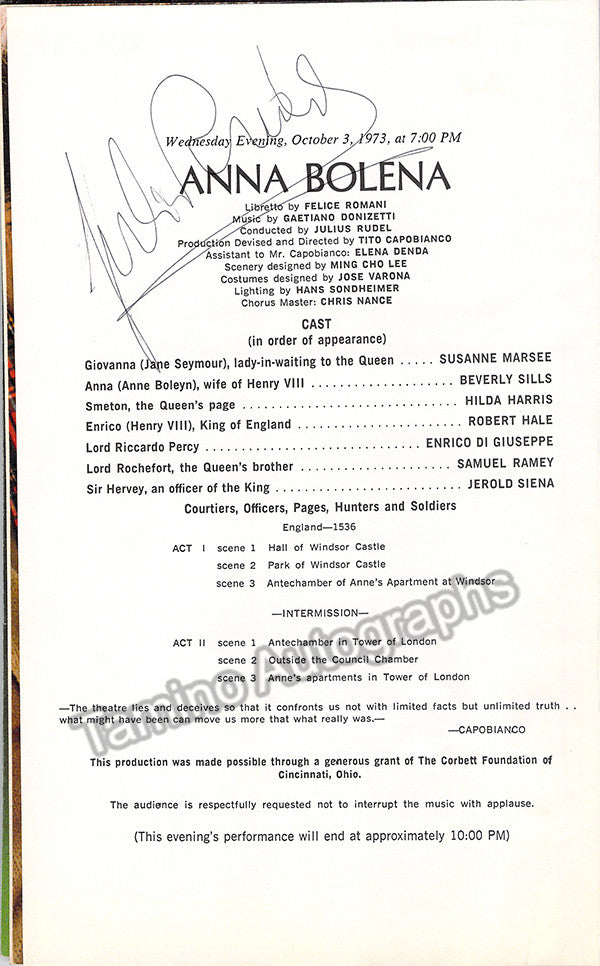 Julius Rudel
Wednesday Evening, October 3, 1973, at 7:00 PM
ANNA BOLENA
Libretto by FELICE ROMANI
Music by GAETIANO DONIZETTI
Conducted by JULIUS RUDEL
Production Devised and Directed by TITO CAPOBIANCO
Assistant to Mr. Capobianco: ELENA DENDA
Scenery designed by MING CHO LEE
Costumes designed by JOSE VARONA
Lighting by HANS SONDHEIMER
Chorus Master: CHRIS NANCE
CAST
(in order of appearance)
Giovanna (Jane Seymour), lady-in-waiting to the Queen ..... SUSANNE MARSEE
Anna (Anne Boleyn), wife of Henry VIII ................... BEVERLY SILLS
Smeton, the Queen's page ............................. HILDA HARRIS
Enrico (Henry VIII), King of England ...................... ROBERT HALE
Lord Riccardo Percy ............................. ENRICO DI GIUSEPPE
Lord Rochefort, the Queen's brother ..................... SAMUEL RAMEY
Sir Hervey, an officer of the King ......................... JEROLD SIENA
Courtiers, Officers, Pages, Hunters and Soldiers
England—1536
ACT I scene 1 Hall of Windsor Castle
scene 2 Park of Windsor Castle
scene 3 Antechamber of Anne's Apartment at Windsor
—INTERMISSION—
ACT II scene 1 Antechamber in Tower of London
scene 2 Outside the Council Chamber
scene 3 Anne's apartments in Tower of London
—The theatre lies and deceives so that it confronts us not with limited facts but unlimited truth . .
what might have been can move us more that what really was.—
—CAPOBIANCO
This production was made possible through a generous grant of The Corbett Foundation of
Cincinnati, Ohio.
The audience is respectfully requested not to interrupt the music with applause.
(This evening's performance will end at approximately 10:00 PM)
Tamino Autographs